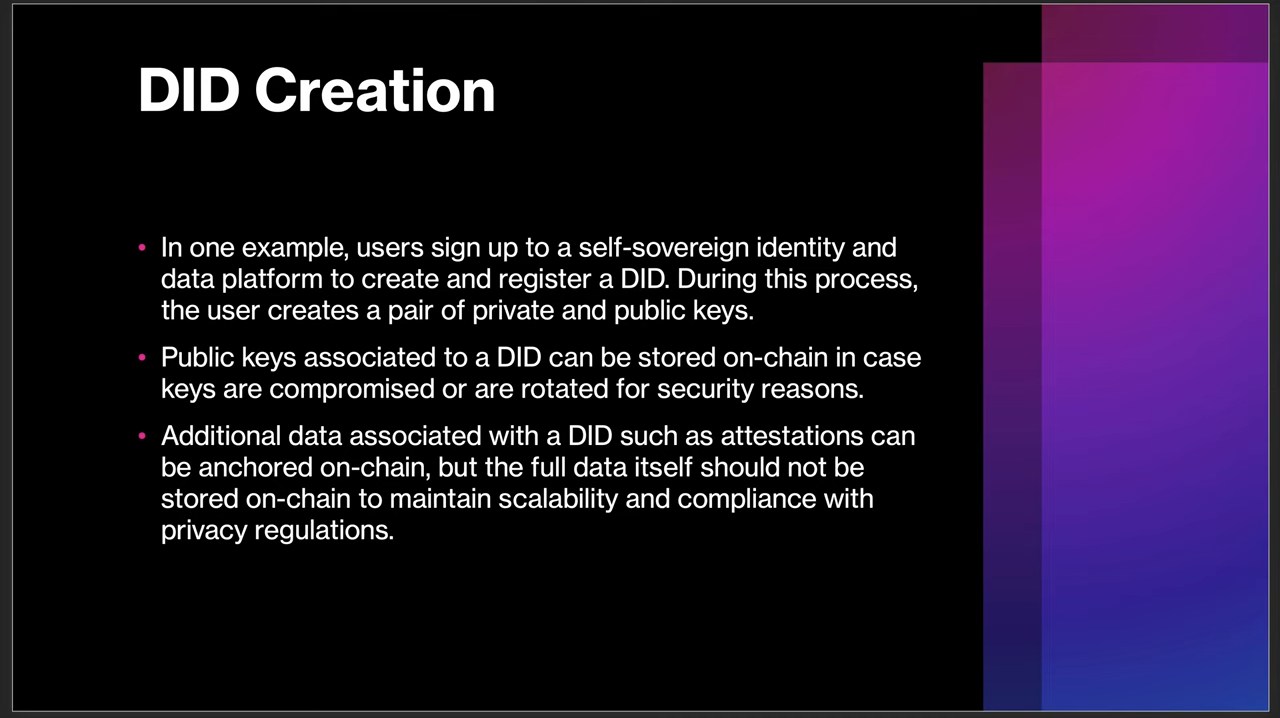 DID Creation
• In one example, users sign up to a self-sovereign identity and
data platform to create and register a DID. During this process,
the user creates a pair of private and public keys.
• Public keys associated to a DID can be stored on-chain in case
keys are compromised or are rotated for security reasons.
• Additional data associated with a DID such as attestations can
be anchored on-chain, but the full data itself should not be
stored on-chain to maintain scalability and compliance with
privacy regulations.